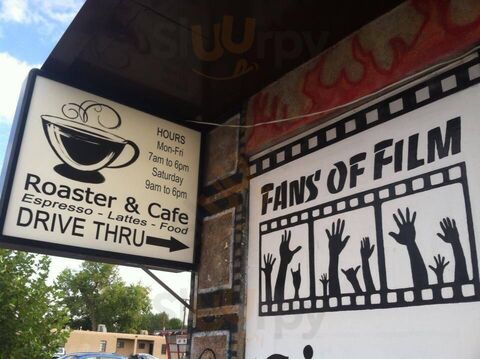 HOURS
Mon-Fri
7am to 6pm
Saturday
9am to 6pm
Roaster & Cafe
Espresso - Lattes - Food
DRIVE THRU
FANS OF FILM
Siuurpy